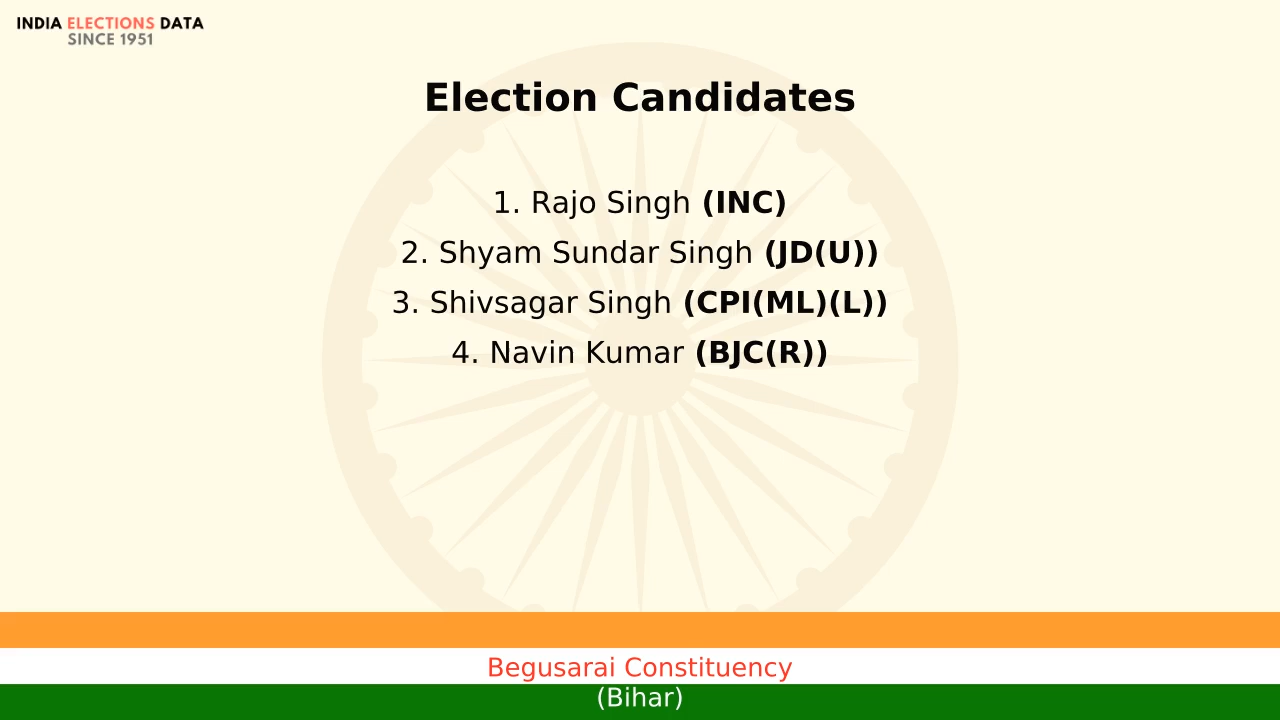 INDIA ELECTIONS DATA
SINCE 1951
Election Candidates
1. Rajo Singh (INC)
2. Shyam Sundar Singh (JD(U))
3. Shivsagar Singh (CPI(ML)(L))
4. Navin Kumar (BJC(R))
Begusarai Constituency
(Bihar)